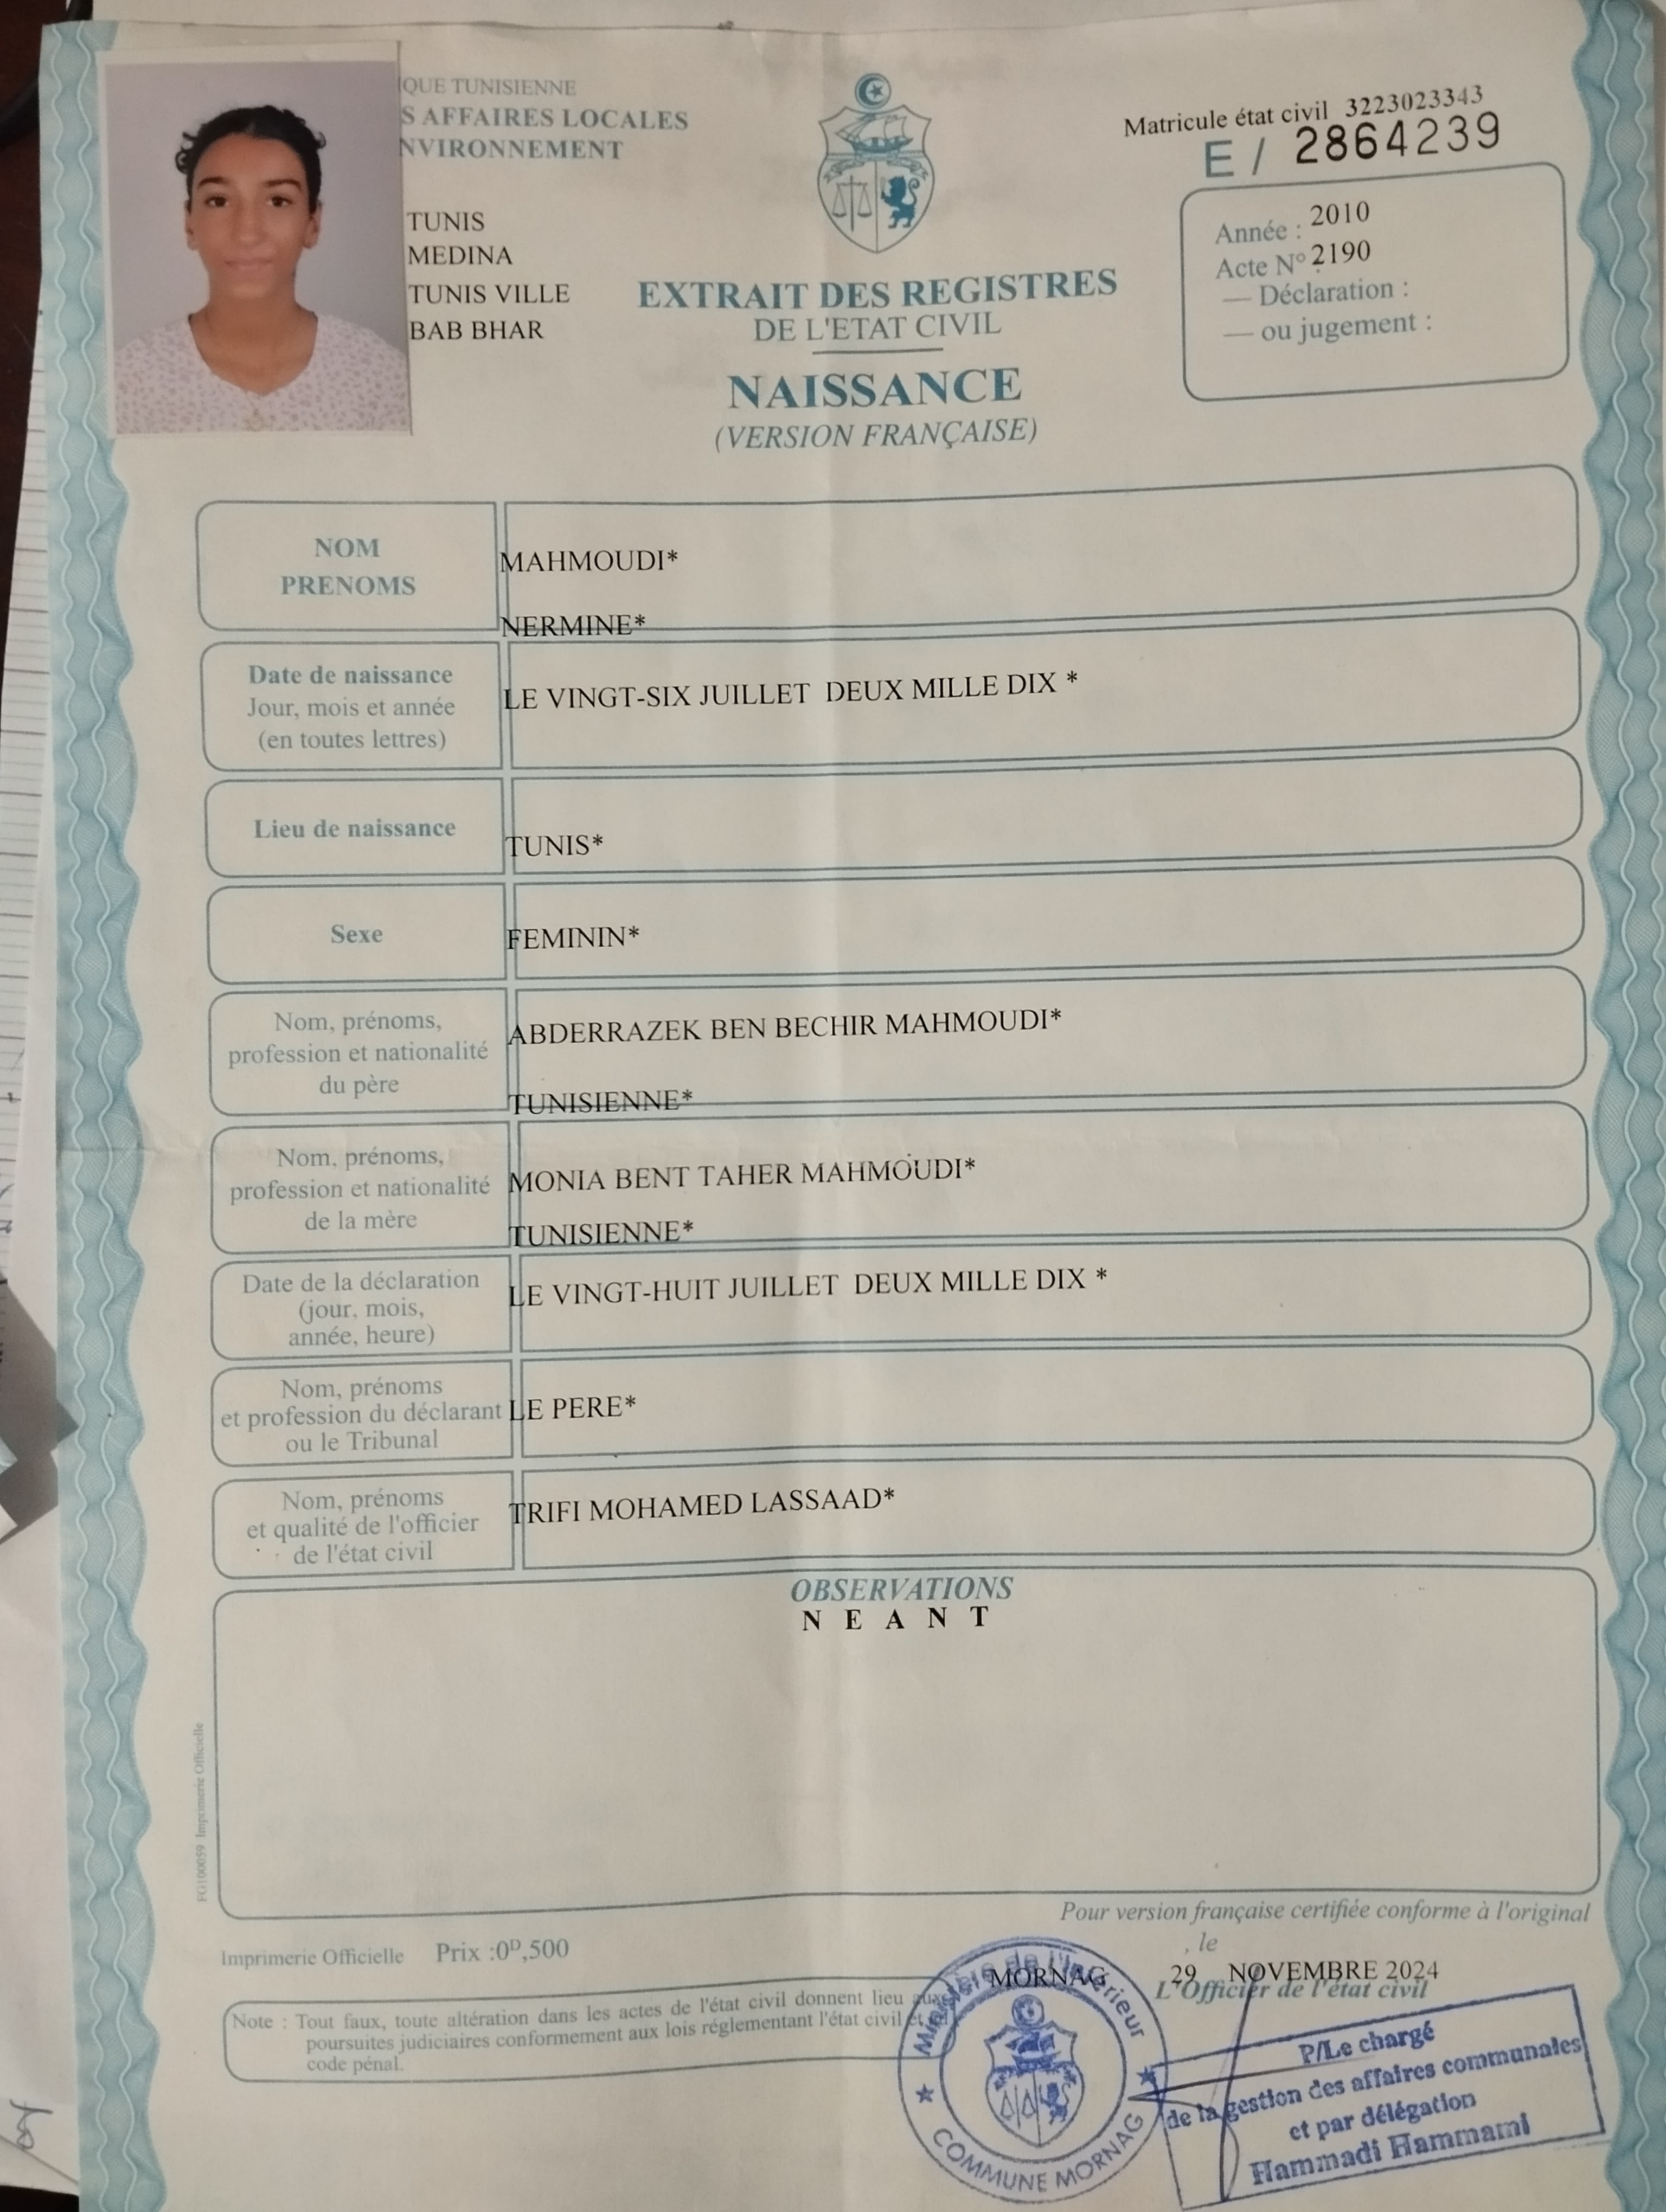 QUE TUNISIENNE
S AFFAIRES LOCALES
NVIRONNEMENT
TUNIS
MEDINA
TUNIS VILLE
BAB BHAR
Matricule état civil 3223023343
E / 2864239
Année : 2010
Acte N° 2190
— Déclaration :
— ou jugement :
EXTRAIT DES REGISTRES
DE L'ETAT CIVIL
NAISSANCE
(VERSION FRANÇAISE)
NOM
PRENOMS
MAHMOUDI*
NERMINE*
Date de naissance
Jour, mois et année
(en toutes lettres)
LE VINGT-SIX JUILLET DEUX MILLE DIX *
Lieu de naissance
TUNIS*
Sexe
FEMININ*
Nom, prénoms,
profession et nationalité
du père
ABDERRAZEK BEN BECHIR MAHMOUDI*
TUNISIENNE*
Nom, prénoms,
profession et nationalité
de la mère
MONIA BENT TAHER MAHMOUDI*
TUNISIENNE*
Date de la déclaration
(jour, mois,
année, heure)
LE VINGT-HUIT JUILLET DEUX MILLE DIX *
Nom, prénoms
et profession du déclarant
ou le Tribunal
LE PERE*
Nom, prénoms
et qualité de l'officier
de l'état civil
TRIFI MOHAMED LASSAAD*
OBSERVATIONS
N E A N T
FG100059 Imprimerie Officielle
Pour version française certifiée conforme à l'original
Imprimerie Officielle Prix :0D,500
, le
MORNAG 29 NOVEMBRE 2024
L'Officier de l'état civil
Note : Tout faux, toute altération dans les actes de l'état civil donnent lieu aux
poursuites judiciaires conformement aux lois réglementant l'état civil et
code pénal.
Ministère de l'Intérieur
COMMUNE MORNAG
P/Le chargé
de la gestion des affaires communales
et par délégation
Hammadi Hammami